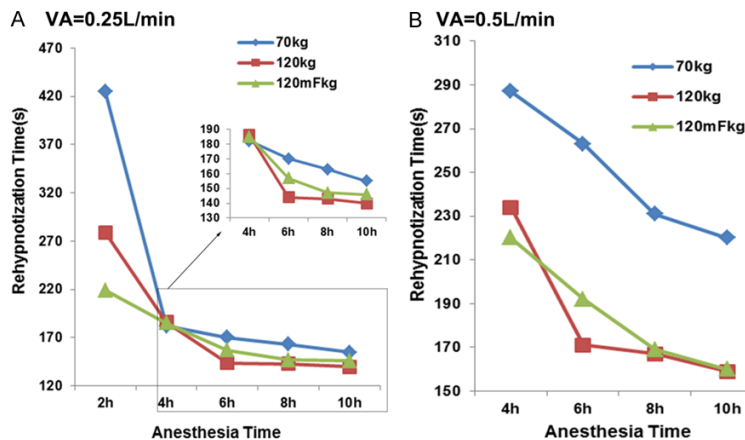 A VA=0.25L/min
470
420
370
320
270
220
170
120
Rehypnotization Time(s)
70kg
120kg
120mFkg
190
180
170
160
150
140
130
4h 6h 8h 10h
2h 4h 6h 8h 10h
Anesthesia Time
B VA=0.5L/min
310
290
270
250
230
210
190
170
150
Rehypnotization Time(s)
70kg
120kg
120mFkg
4h 6h 8h 10h
Anesthesia Time